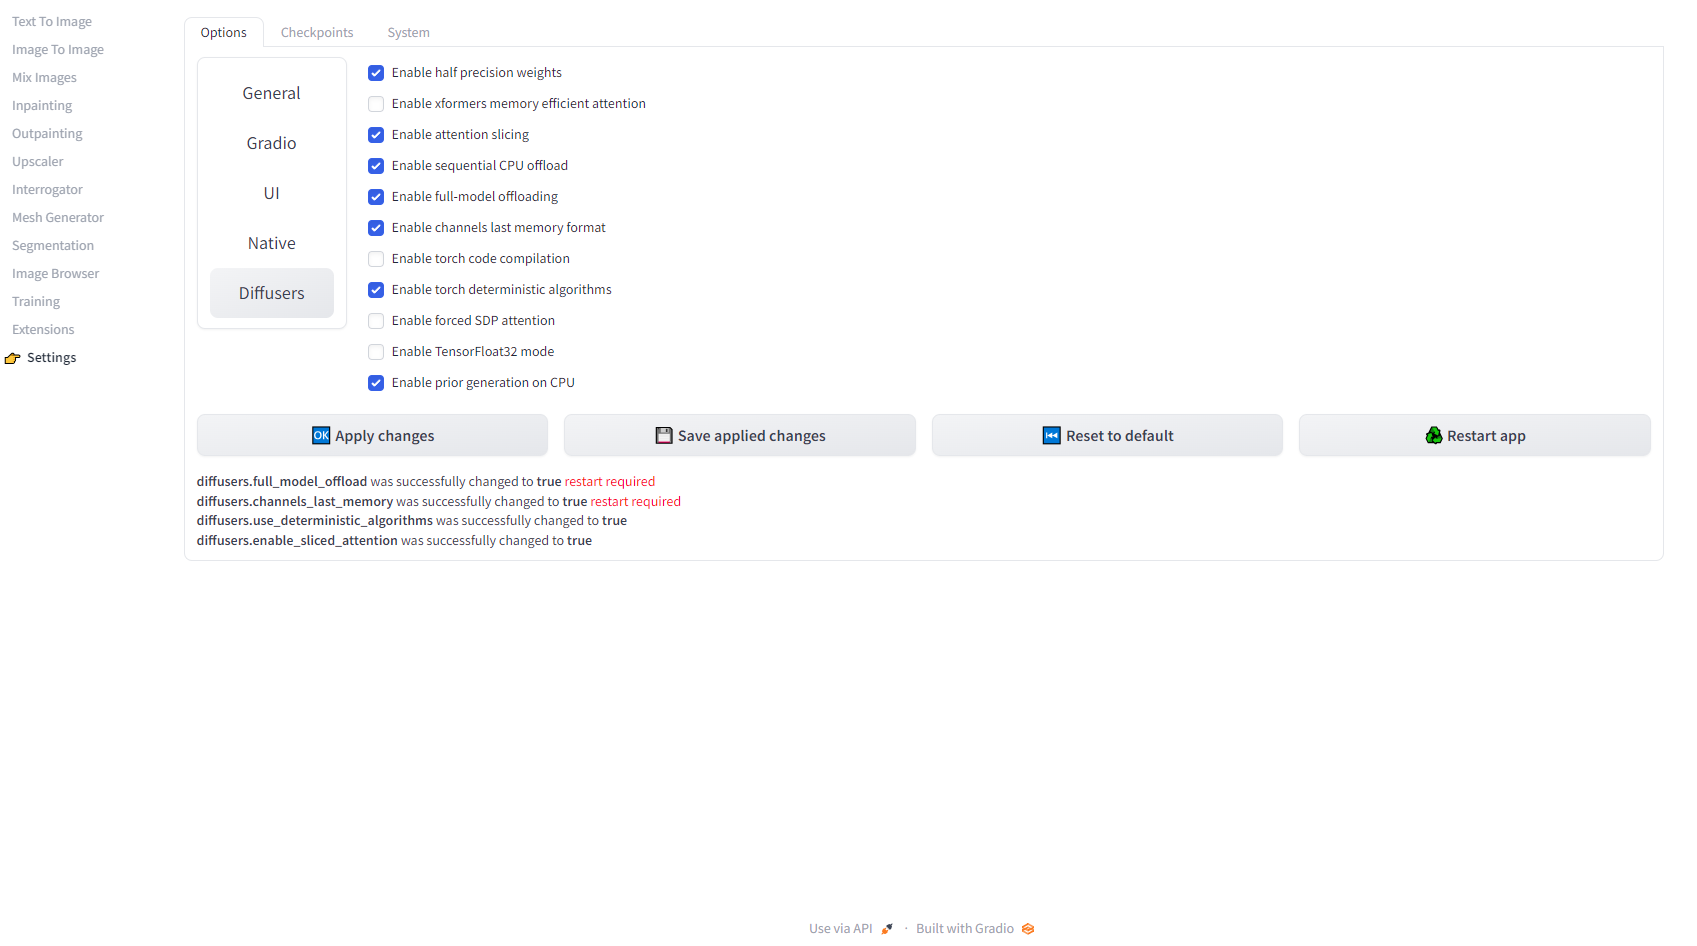 Text To Image
Image To Image
Mix Images
Inpainting
Outpainting
Upscaler
Interrogator
Mesh Generator
Segmentation
Image Browser
Training
Extensions
👉 Settings
Options
Checkpoints
System
General
Gradio
UI
Native
Diffusers
Enable half precision weights
Enable xformers memory efficient attention
Enable attention slicing
Enable sequential CPU offload
Enable full-model offloading
Enable channels last memory format
Enable torch code compilation
Enable torch deterministic algorithms
Enable forced SDP attention
Enable TensorFloat32 mode
Enable prior generation on CPU
🆗 Apply changes
💾 Save applied changes
⏮️ Reset to default
♻️ Restart app
diffusers.full_model_offload was successfully changed to true restart required
diffusers.channels_last_memory was successfully changed to true restart required
diffusers.use_deterministic_algorithms was successfully changed to true
diffusers.enable_sliced_attention was successfully changed to true
Use via API · Built with Gradio